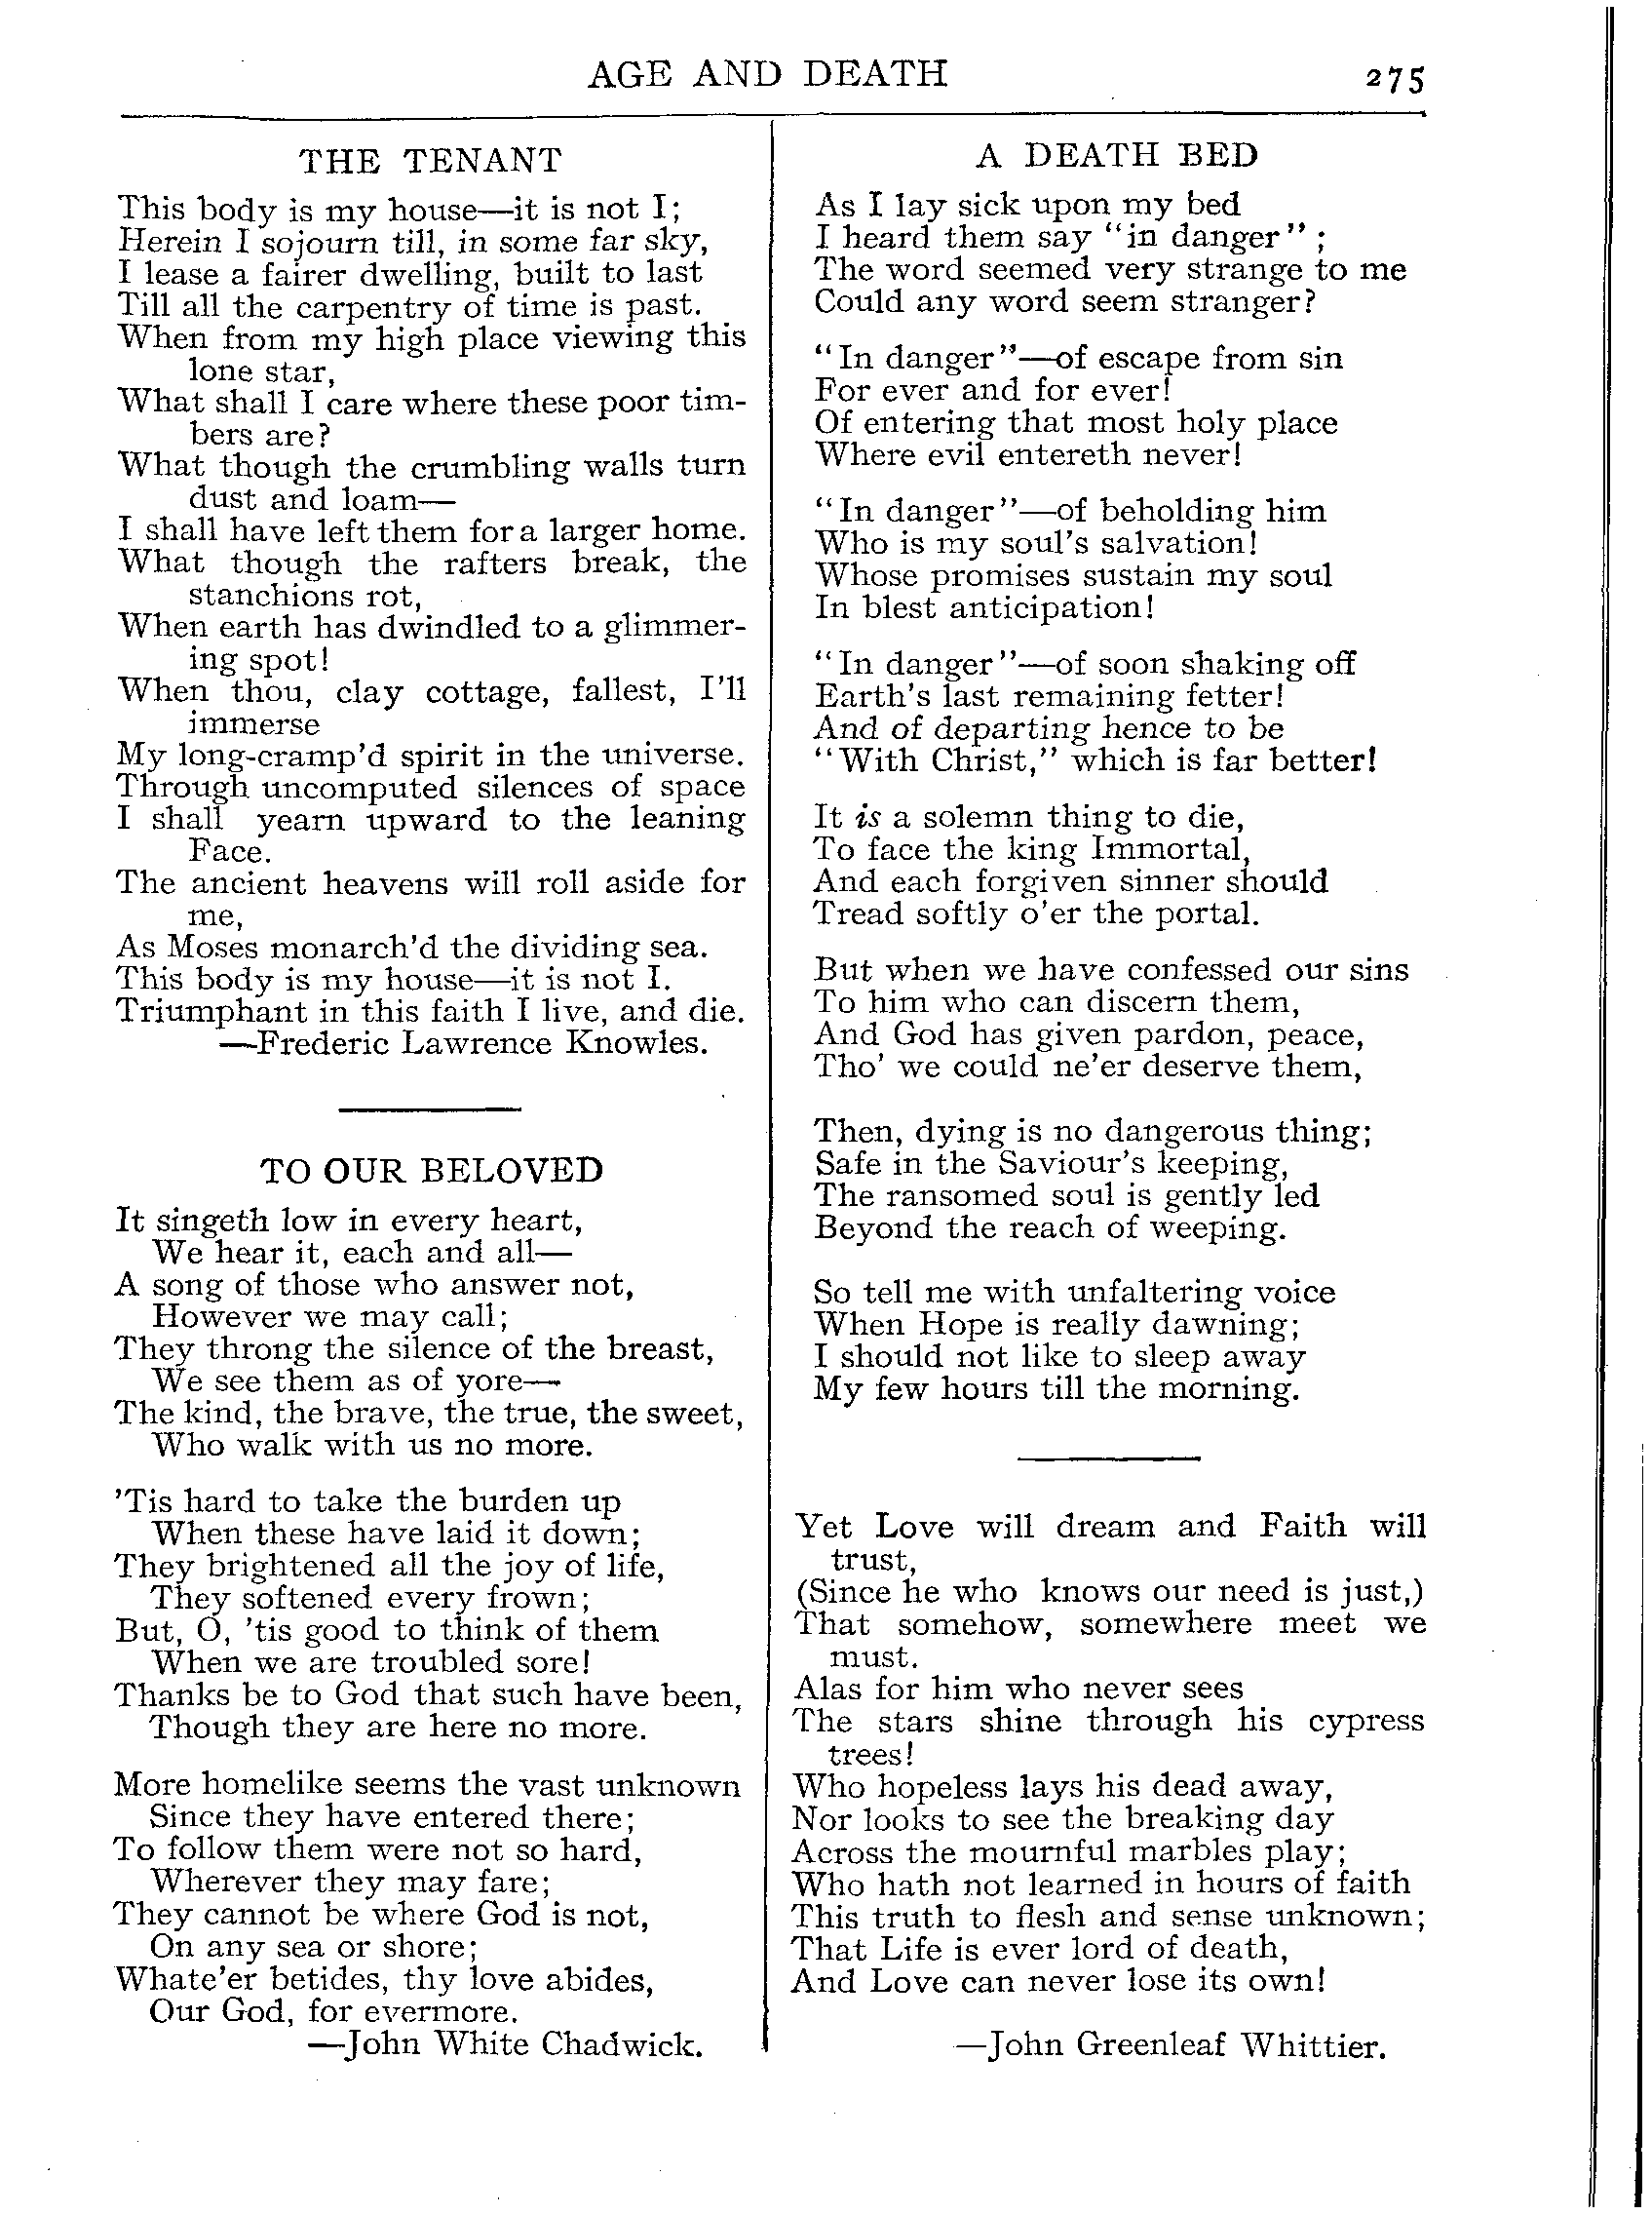 AGE AND DEATH 275
THE TENANT
This body is my house—it is not I;
Herein I sojourn till, in some far sky,
I lease a fairer dwelling, built to last
Till all the carpentry of time is past.
When from my high place viewing this
lone star,
What shall I care where these poor tim-
bers are?
What though the crumbling walls turn
dust and loam—
I shall have left them for a larger home.
What though the rafters break, the
stanchions rot,
When earth has dwindled to a glimmer-
ing spot!
When thou, clay cottage, fallest, I'll
immerse
My long-cramp'd spirit in the universe.
Through uncomputed silences of space
I shall yearn upward to the leaning
Face.
The ancient heavens will roll aside for
me,
As Moses monarch'd the dividing sea.
This body is my house—it is not I.
Triumphant in this faith I live, and die.
—Frederic Lawrence Knowles.
TO OUR BELOVED
It singeth low in every heart,
We hear it, each and all—
A song of those who answer not,
However we may call;
They throng the silence of the breast,
We see them as of yore—
The kind, the brave, the true, the sweet,
Who walk with us no more.
'Tis hard to take the burden up
When these have laid it down;
They brightened all the joy of life,
They softened every frown;
But, O, 'tis good to think of them
When we are troubled sore!
Thanks be to God that such have been,
Though they are here no more.
More homelike seems the vast unknown
Since they have entered there;
To follow them were not so hard,
Wherever they may fare;
They cannot be where God is not,
On any sea or shore;
Whate'er betides, thy love abides,
Our God, for evermore.
—John White Chadwick.
A DEATH BED
As I lay sick upon my bed
I heard them say "in danger";
The word seemed very strange to me
Could any word seem stranger?
"In danger"—of escape from sin
For ever and for ever!
Of entering that most holy place
Where evil entereth never!
"In danger"—of beholding him
Who is my soul's salvation!
Whose promises sustain my soul
In blest anticipation!
"In danger"—of soon shaking off
Earth's last remaining fetter!
And of departing hence to be
"With Christ," which is far better!
It is a solemn thing to die,
To face the king Immortal,
And each forgiven sinner should
Tread softly o'er the portal.
But when we have confessed our sins
To him who can discern them,
And God has given pardon, peace,
Tho' we could ne'er deserve them,
Then, dying is no dangerous thing;
Safe in the Saviour's keeping,
The ransomed soul is gently led
Beyond the reach of weeping.
So tell me with unfaltering voice
When Hope is really dawning;
I should not like to sleep away
My few hours till the morning.
Yet Love will dream and Faith will
trust,
(Since he who knows our need is just,)
That somehow, somewhere meet we
must.
Alas for him who never sees
The stars shine through his cypress
trees!
Who hopeless lays his dead away,
Nor looks to see the breaking day
Across the mournful marbles play;
Who hath not learned in hours of faith
This truth to flesh and sense unknown;
That Life is ever lord of death,
And Love can never lose its own!
—John Greenleaf Whittier.